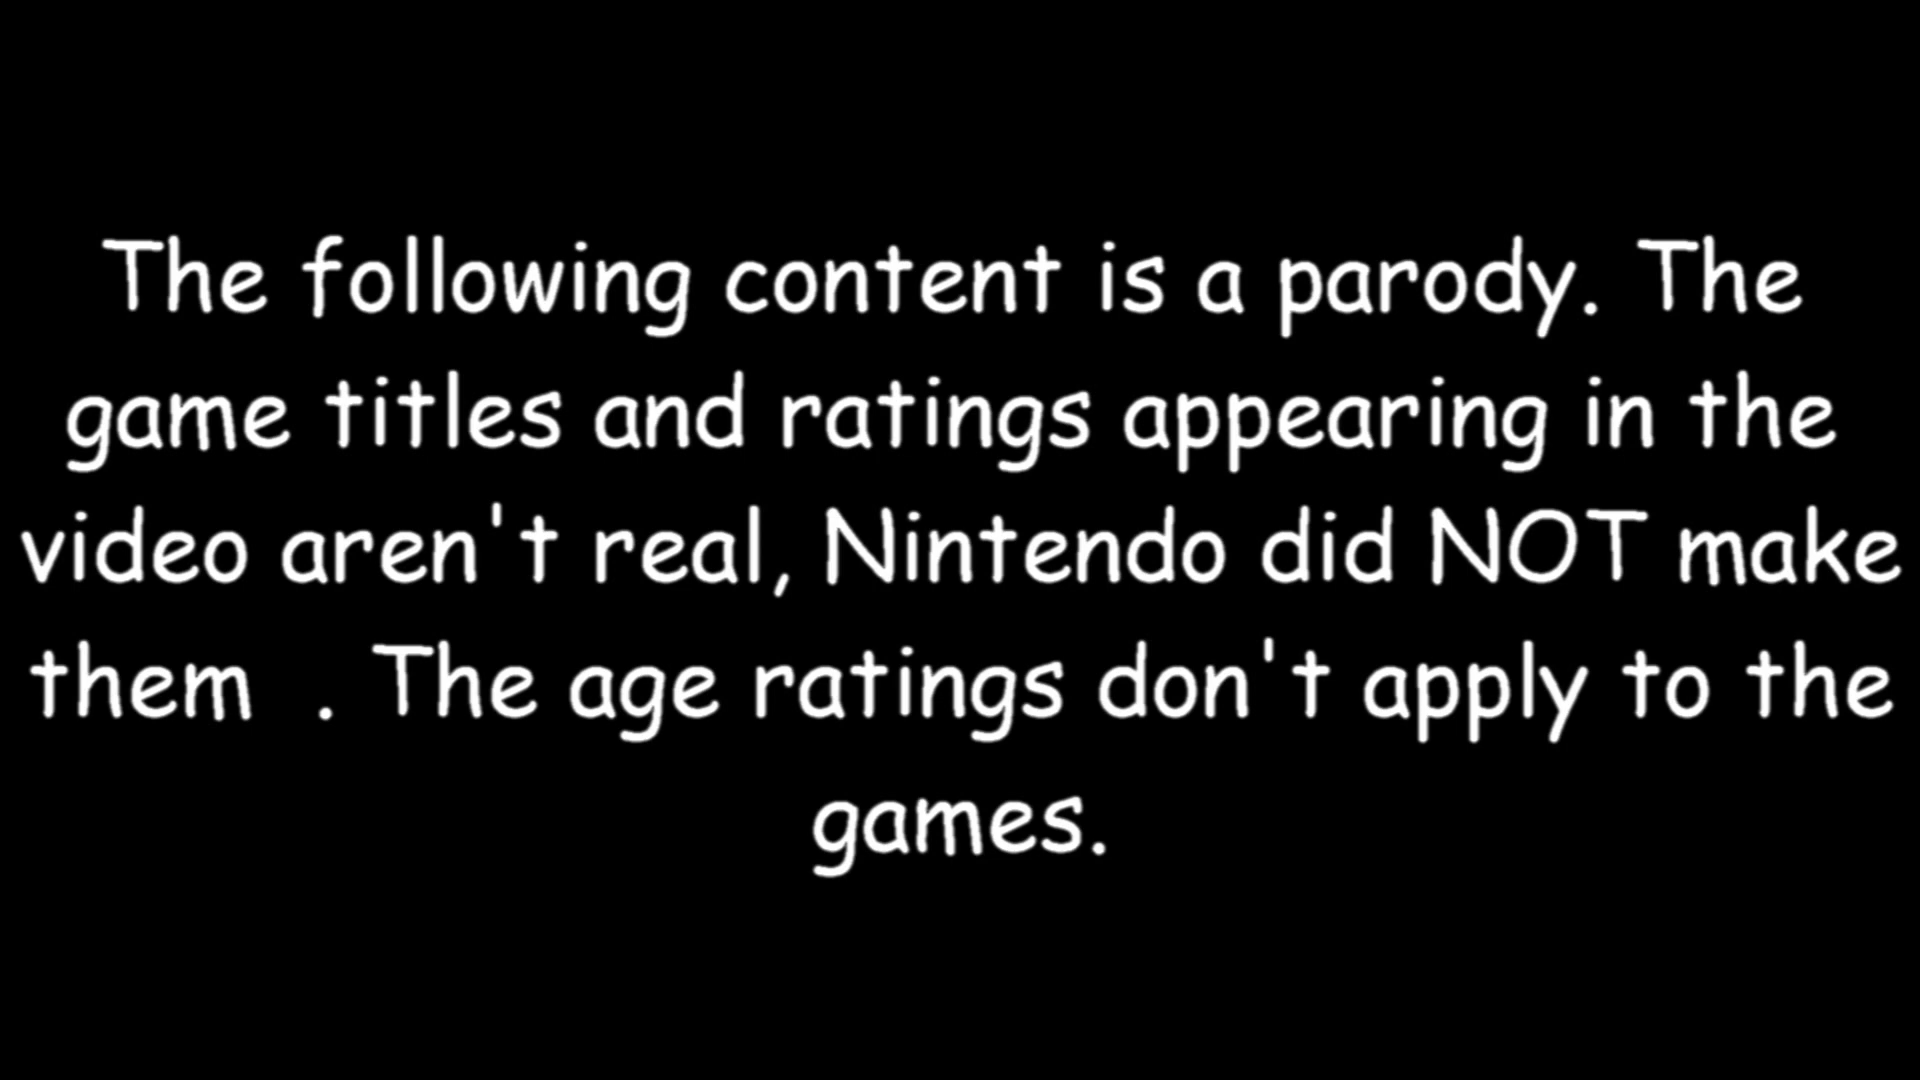 The following content is a parody. The
game titles and ratings appearing in the
video aren't real, Nintendo did NOT make
them  . The age ratings don't apply to the
games.